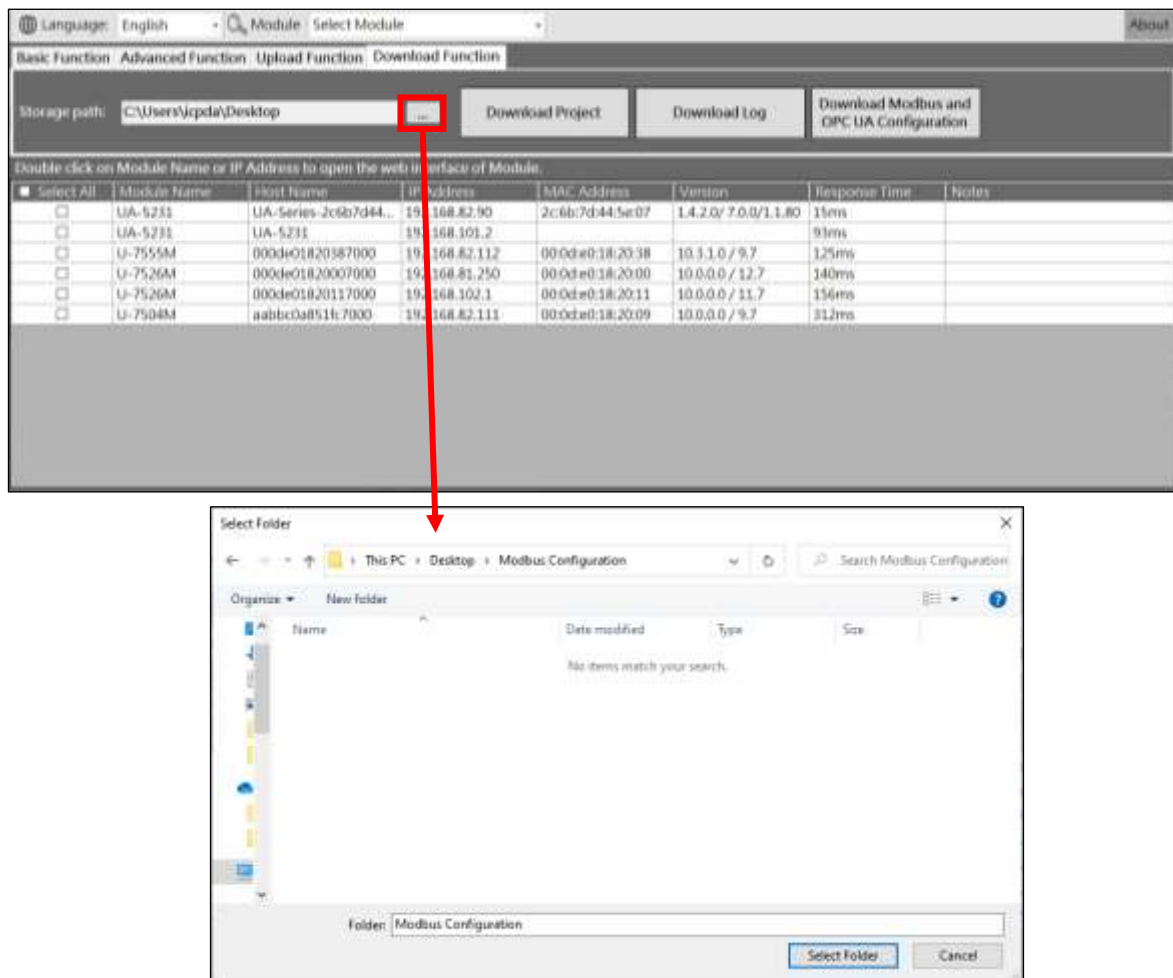 Language: English Module Select Module About
Basic Function Advanced Function Upload Function Download Function
Storage path: C:\Users\icpda\Desktop ... Download Project Download Log Download Modbus and
OPC UA Configuration
Double click on Module Name or IP Address to open the web interface of Module.
Select All Module Name Host Name IP Address MAC Address Version Response Time Notes
UA-5231 UA-Series-2c6b7d44... 192.168.82.90 2c:6b:7d:44:5e:07 1.4.2.0/ 7.0.0/1.1.80 15ms
UA-5231 UA-5231 192.168.101.2 93ms
U-7555M 000de01820387000 192.168.82.112 00:0d:e0:18:20:38 10.3.1.0 / 9.7 125ms
U-7526M 000de01820007000 192.168.81.250 00:0d:e0:18:20:00 10.0.0.0 / 12.7 140ms
U-7526M 000de01820117000 192.168.102.1 00:0d:e0:18:20:11 10.0.0.0 / 11.7 156ms
U-7504M aabbc0a851fc7000 192.168.82.111 00:0d:e0:18:20:09 10.0.0.0 / 9.7 312ms
Select Folder
This PC › Desktop › Modbus Configuration Search Modbus Configuration
Organize New folder
Name Date modified Type Size
No items match your search.
Folder: Modbus Configuration
Select Folder Cancel